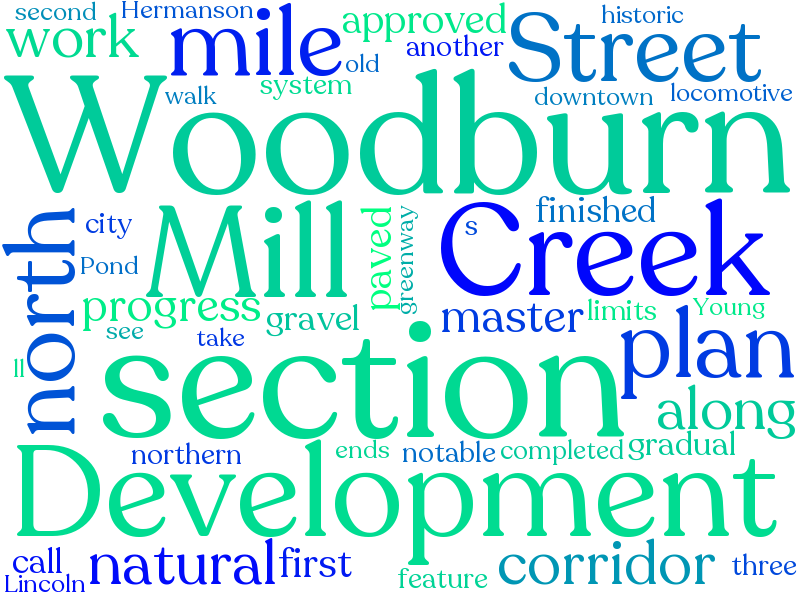 second Hermanson approved historic
work mile another Street
old
system
walk downtown locomotive
Woodburn
north city Mill paved greenway Creek s finished
Pond
progress gravel master limits Young
see take
ll section plan
along
northern ends notable completed gradual
Development
call natural first corridor three
Lincoln feature